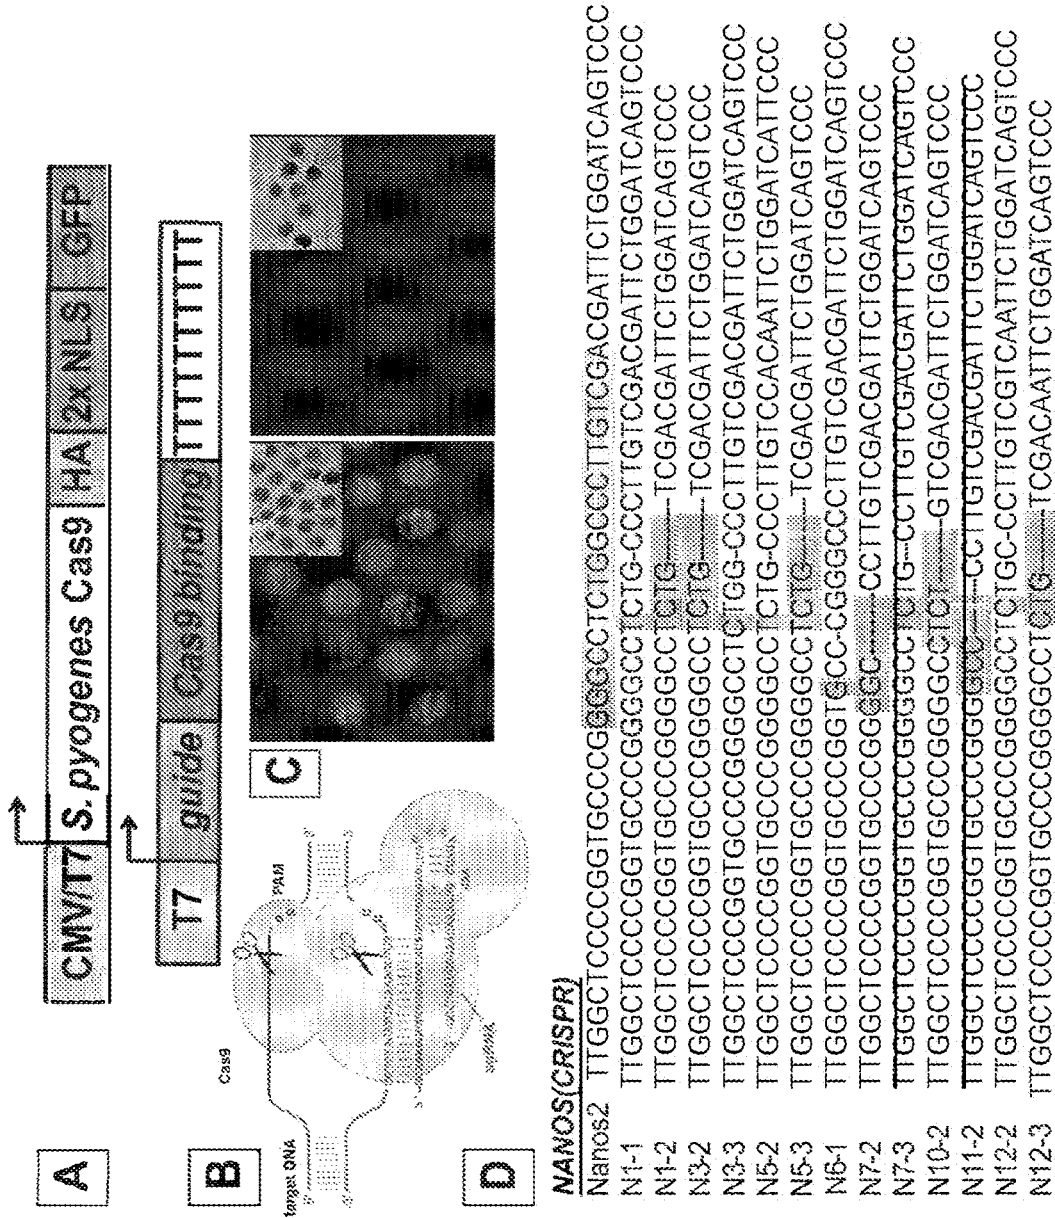 A
CMV/T7 S. pyogenes Cas9 HA 2x NLS GFP
T7 guide Cas9 binding TTTTTTTTTTT
B
target DNA
Cas9
PAM
C
D
NANOS(CRISPR)
Nanos2 TTGGCTCCCCGGTGCCCGGGGCCTCTGGCCCTTGTCGACGATTCTGGATCAGTCCC
N1-1 TTGGCTCCCCGGTGCCCGGGGCCTCTG-CCCTTGTCGACGATTCTGGATCAGTCCC
N1-2 TTGGCTCCCCGGTGCCCGGGGCCTCTG-----TCGACGATTCTGGATCAGTCCC
N3-2 TTGGCTCCCCGGTGCCCGGGGCCTCTG-----TCGACGATTCTGGATCAGTCCC
N3-3 TTGGCTCCCCGGTGCCCGGGGCCTCTGG-CCCTTGTCGACGATTCTGGATCAGTCCC
N5-2 TTGGCTCCCCGGTGCCCGGGGCCTCTG-CCCTTGTCCACAATTCTGGATCATTCCC
N5-3 TTGGCTCCCCGGTGCCCGGGGCCTCTG-----TCGACGATTCTGGATCAGTCCC
N6-1 TTGGCTCCCCGGTGCCCGGTGCC-CGGGCCCTTGTCGACGATTCTGGATCAGTCCC
N7-2 TTGGCTCCCCGGTGCCCGGGGGC-----CCTTGTCGACGATTCTGGATCAGTCCC
N7-3 TTGGCTCCCCGGTGCCCGGGGCCTCTG--CCTTGTCGACGATTCTGGATCAGTCCC
N10-2 TTGGCTCCCCGGTGCCCGGGGCCTCT-----GTCGACGATTCTGGATCAGTCCC
N11-2 TTGGCTCCCCGGTGCCCGGGGCC-----CCTTGTCGACGATTCTGGATCAGTCCC
N12-2 TTGGCTCCCCGGTGCCCGGGGCCTCTGC-CCTTGTCGTCAATTCTGGATCAGTCCC
N12-3 TTGGCTCCCCGGTGCCCGGGGCCTCTG-----TCGACAATTCTGGATCAGTCCC